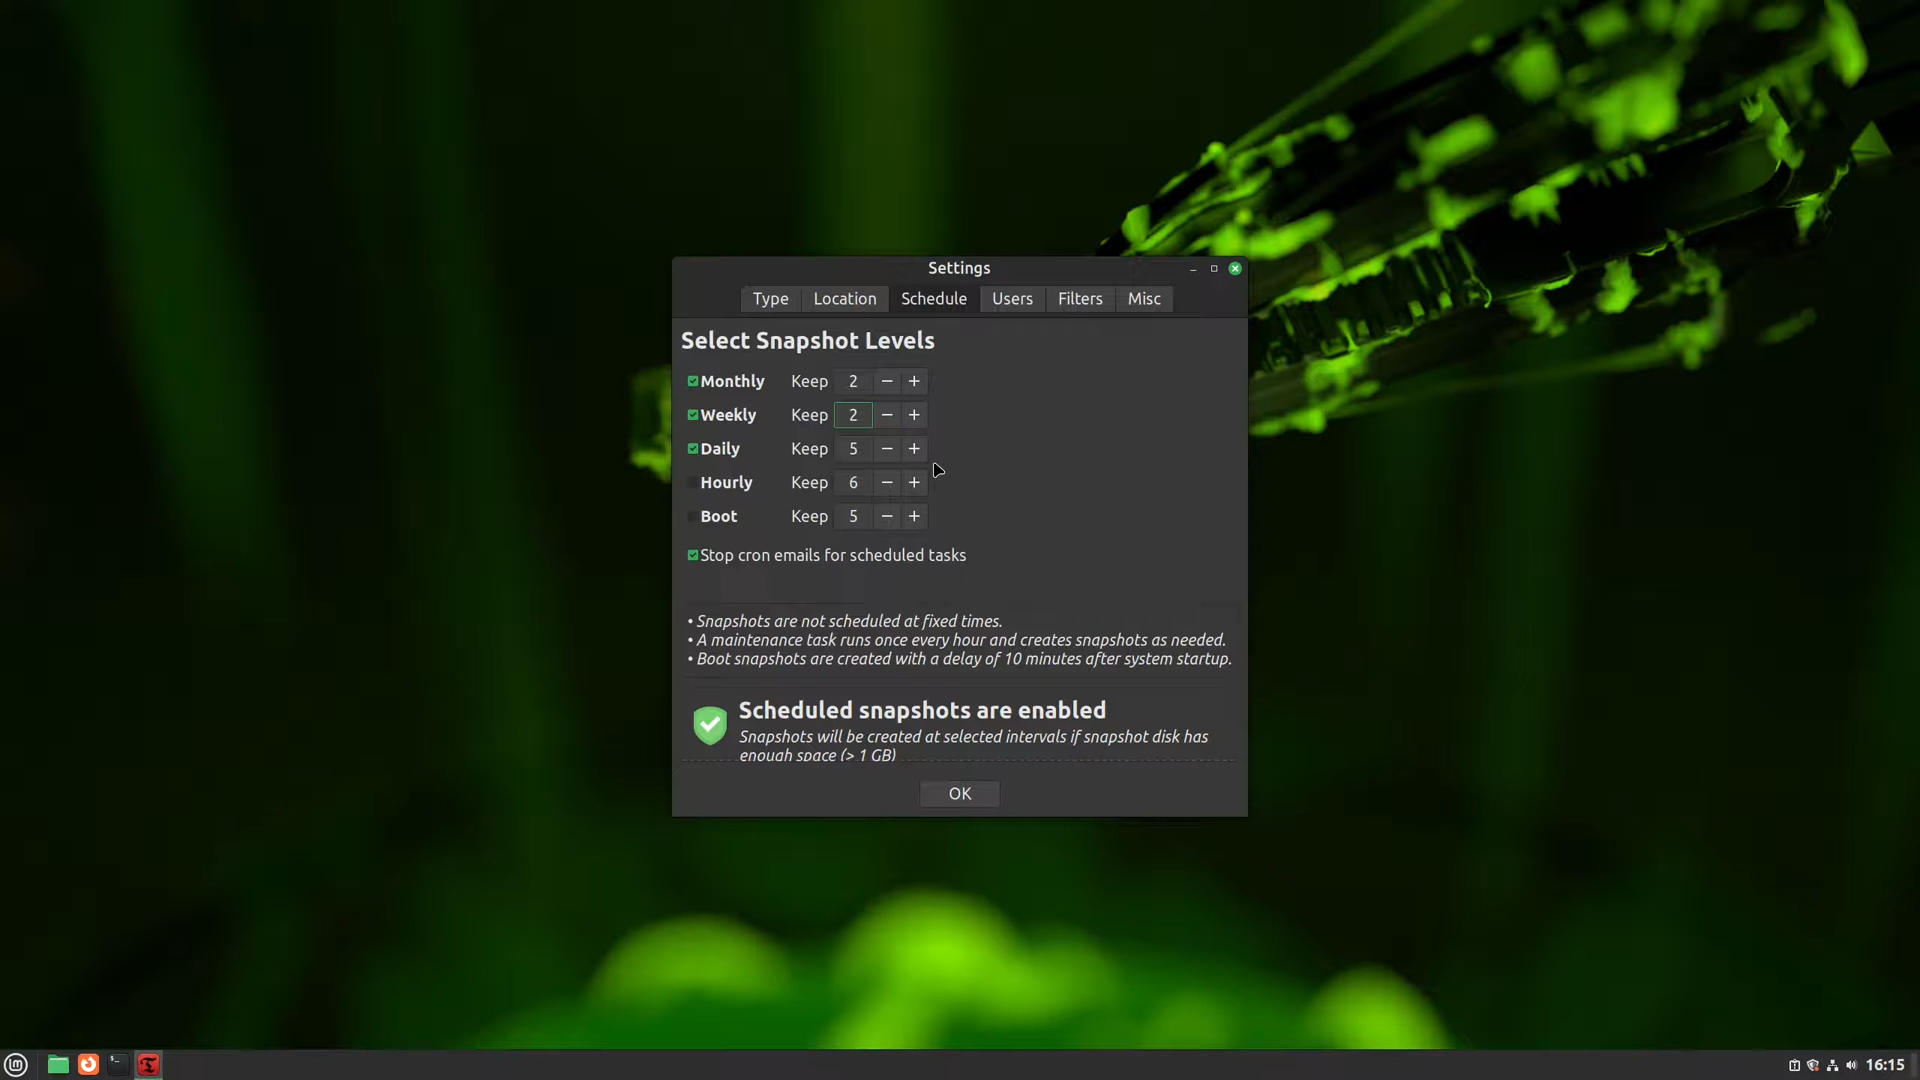 Settings
Type Location Schedule Users Filters Misc
Select Snapshot Levels
Monthly Keep 2 − +
Weekly Keep 2 − +
Daily Keep 5 − +
Hourly Keep 6 − +
Boot Keep 5 − +
Stop cron emails for scheduled tasks
• Snapshots are not scheduled at fixed times.
• A maintenance task runs once every hour and creates snapshots as needed.
• Boot snapshots are created with a delay of 10 minutes after system startup.
Scheduled snapshots are enabled
Snapshots will be created at selected intervals if snapshot disk has
enough space (> 1 GB)
OK
16:15